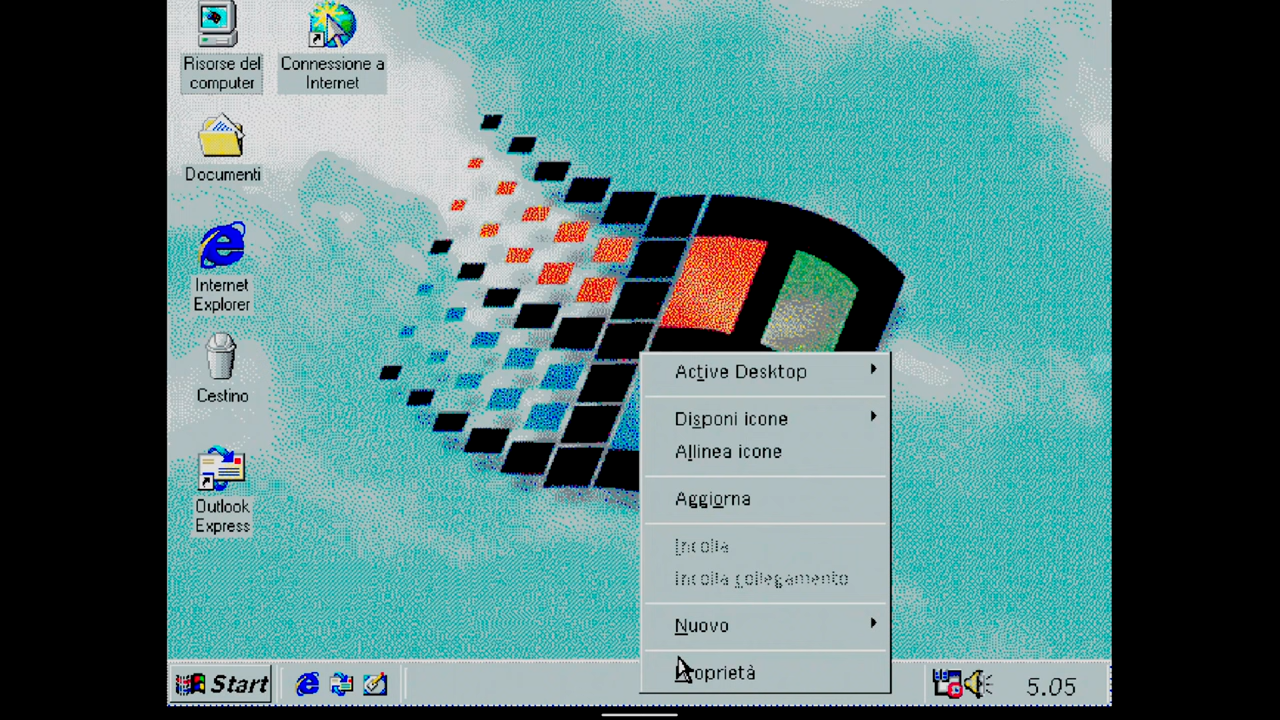 Risorse del
computer
Connessione a
Internet
Documenti
Internet
Explorer
Cestino
Outlook
Express
Active Desktop
Disponi icone
Allinea icone
Aggiorna
Incolla
Incolla collegamento
Nuovo
Proprietà
Start
5.05